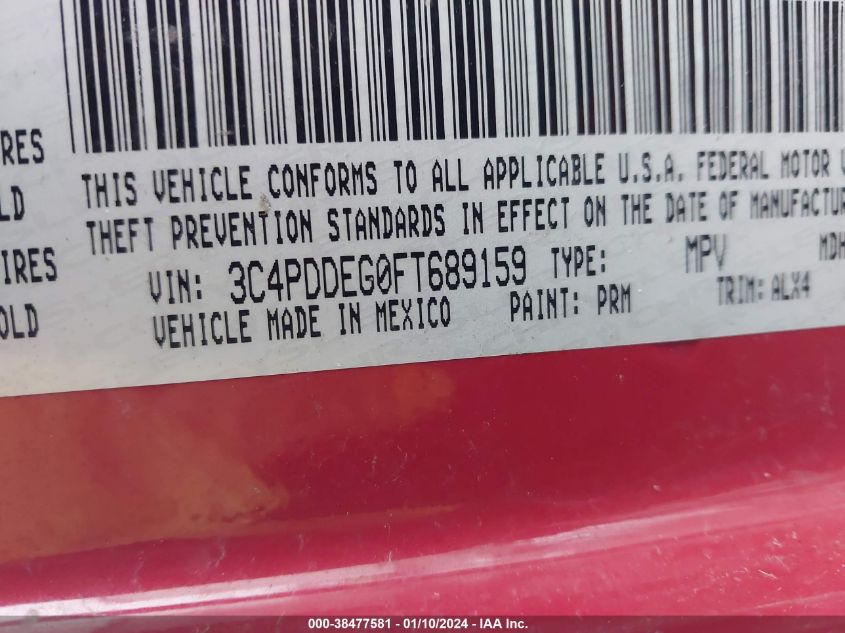 RES
LD
IRES
OLD
THIS VEHICLE CONFORMS TO ALL APPLICABLE U.S.A. FEDERAL MOTOR V
THEFT PREVENTION STANDARDS IN EFFECT ON THE DATE OF MANUFACTUR
VIN: 3C4PDDEG0FT689159 TYPE: MPV MDH
VEHICLE MADE IN MEXICO PAINT: PRM TRIM: ALX4
000-38477581 - 01/10/2024 - IAA Inc.